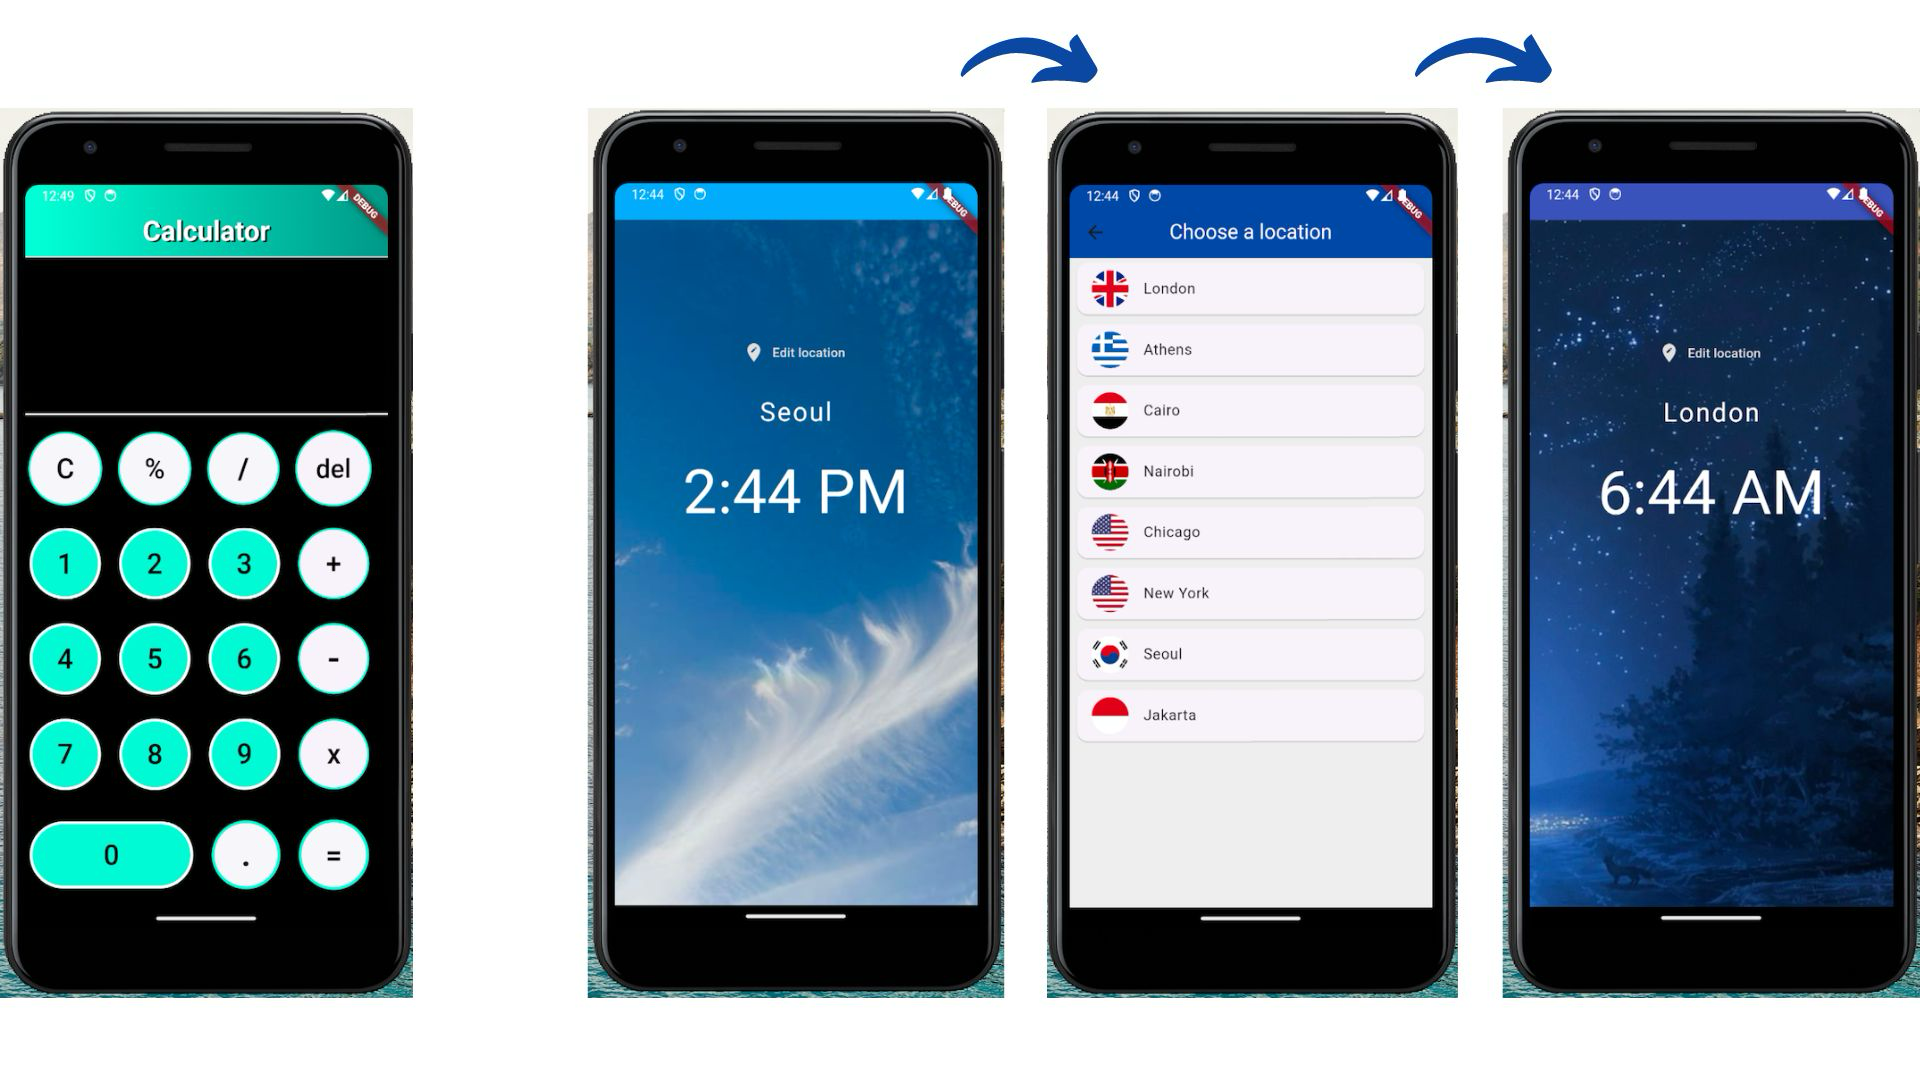 12:49
DEBUG
Calculator
C % / del
1 2 3 +
4 5 6 -
7 8 9 x
0 . =
12:44
DEBUG
Edit location
Seoul
2:44 PM
12:44
DEBUG
Choose a location
London
Athens
Cairo
Nairobi
Chicago
New York
Seoul
Jakarta
12:44
DEBUG
Edit location
London
6:44 AM